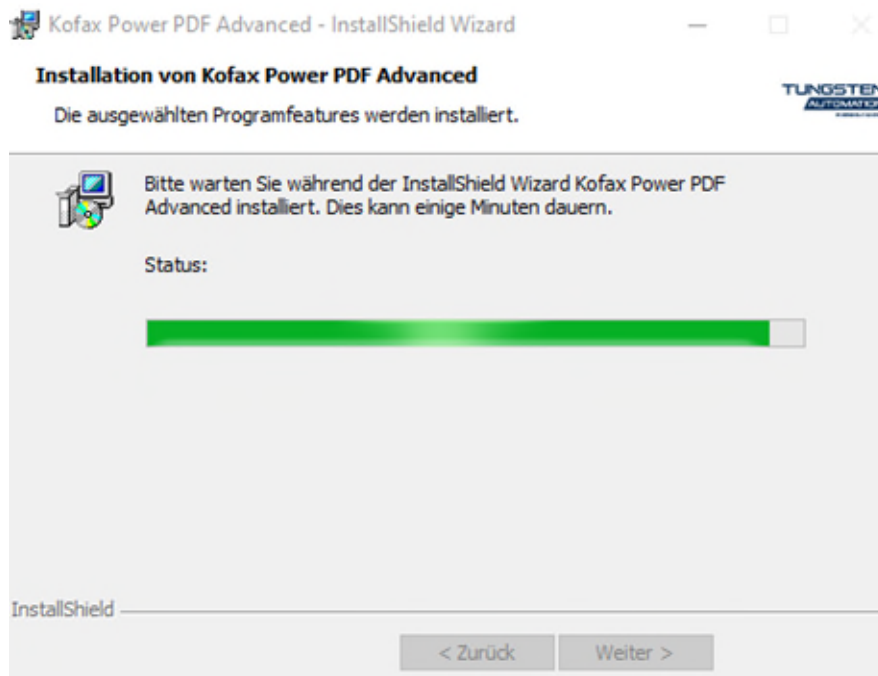 Kofax Power PDF Advanced - InstallShield Wizard
Installation von Kofax Power PDF Advanced
Die ausgewählten Programfeatures werden installiert.
TUNGSTEN
AUTOMATION
Bitte warten Sie während der InstallShield Wizard Kofax Power PDF
Advanced installiert. Dies kann einige Minuten dauern.
Status:
InstallShield
< Zurück
Weiter >